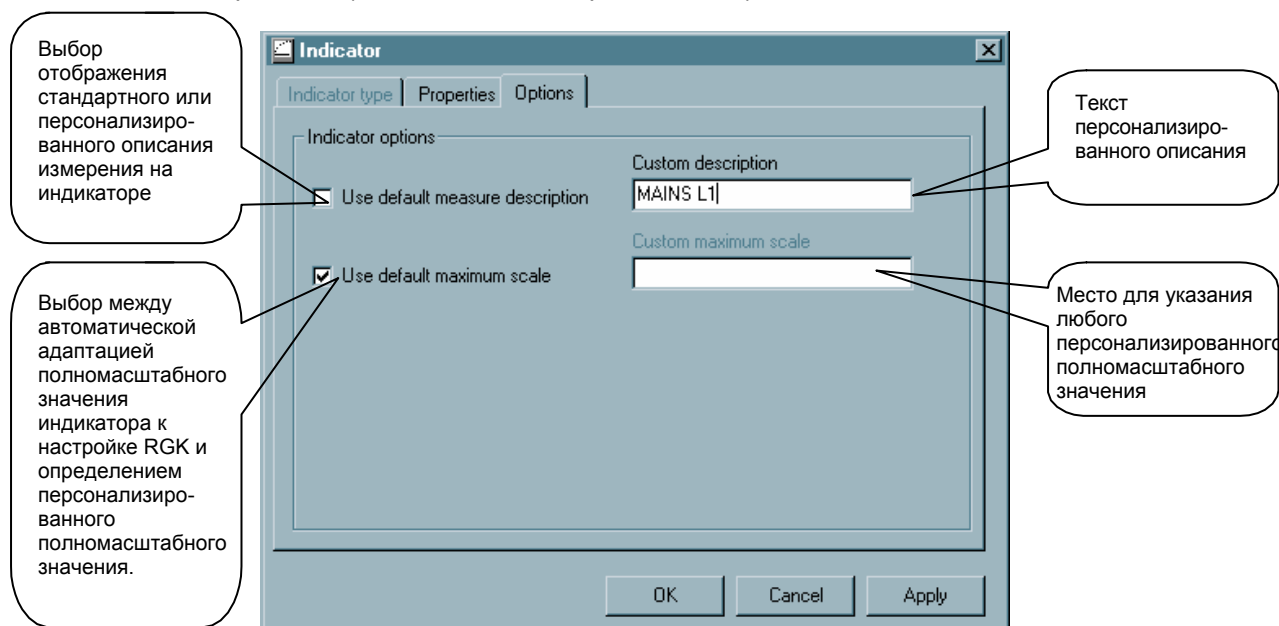 Выбор
отображения
стандартного или
персонализиро-
ванного описания
измерения на
индикаторе
Выбор между
автоматической
адаптацией
полномасштабного
значения
индикатора к
настройке RGK и
определением
персонализиро-
ванного
полномасштабного
значения.
Indicator
Indicator type Properties Options
Indicator options
Custom description
Use default measure description MAINS L1
Custom maximum scale
Use default maximum scale
OK Cancel Apply
Текст
персонализиро-
ванного описания
Место для указания
любого
персонализированного
полномасштабного
значения